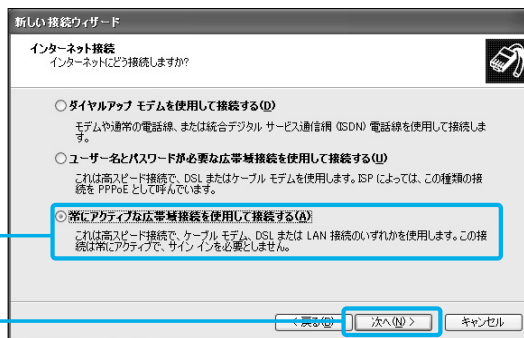 新しい接続ウィザード
インターネット接続
インターネットにどう接続しますか?
ダイヤルアップ モデムを使用して接続する(D)
モデムや通常の電話線、または統合デジタル サービス通信網 (ISDN) 電話線を使用して接続しま
す。
ユーザー名とパスワードが必要な広帯域接続を使用して接続する(U)
これは高スピード接続で、DSL またはケーブル モデムを使用します。ISP によっては、この種類の接
続を PPPoE として呼んでいます。
常にアクティブな広帯域接続を使用して接続する(A)
これは高スピード接続で、ケーブル モデム、DSL または LAN 接続のいずれかを使用します。この接
続は常にアクティブで、サイン インを必要としません。
< 戻る(B) 次へ(N) > キャンセル